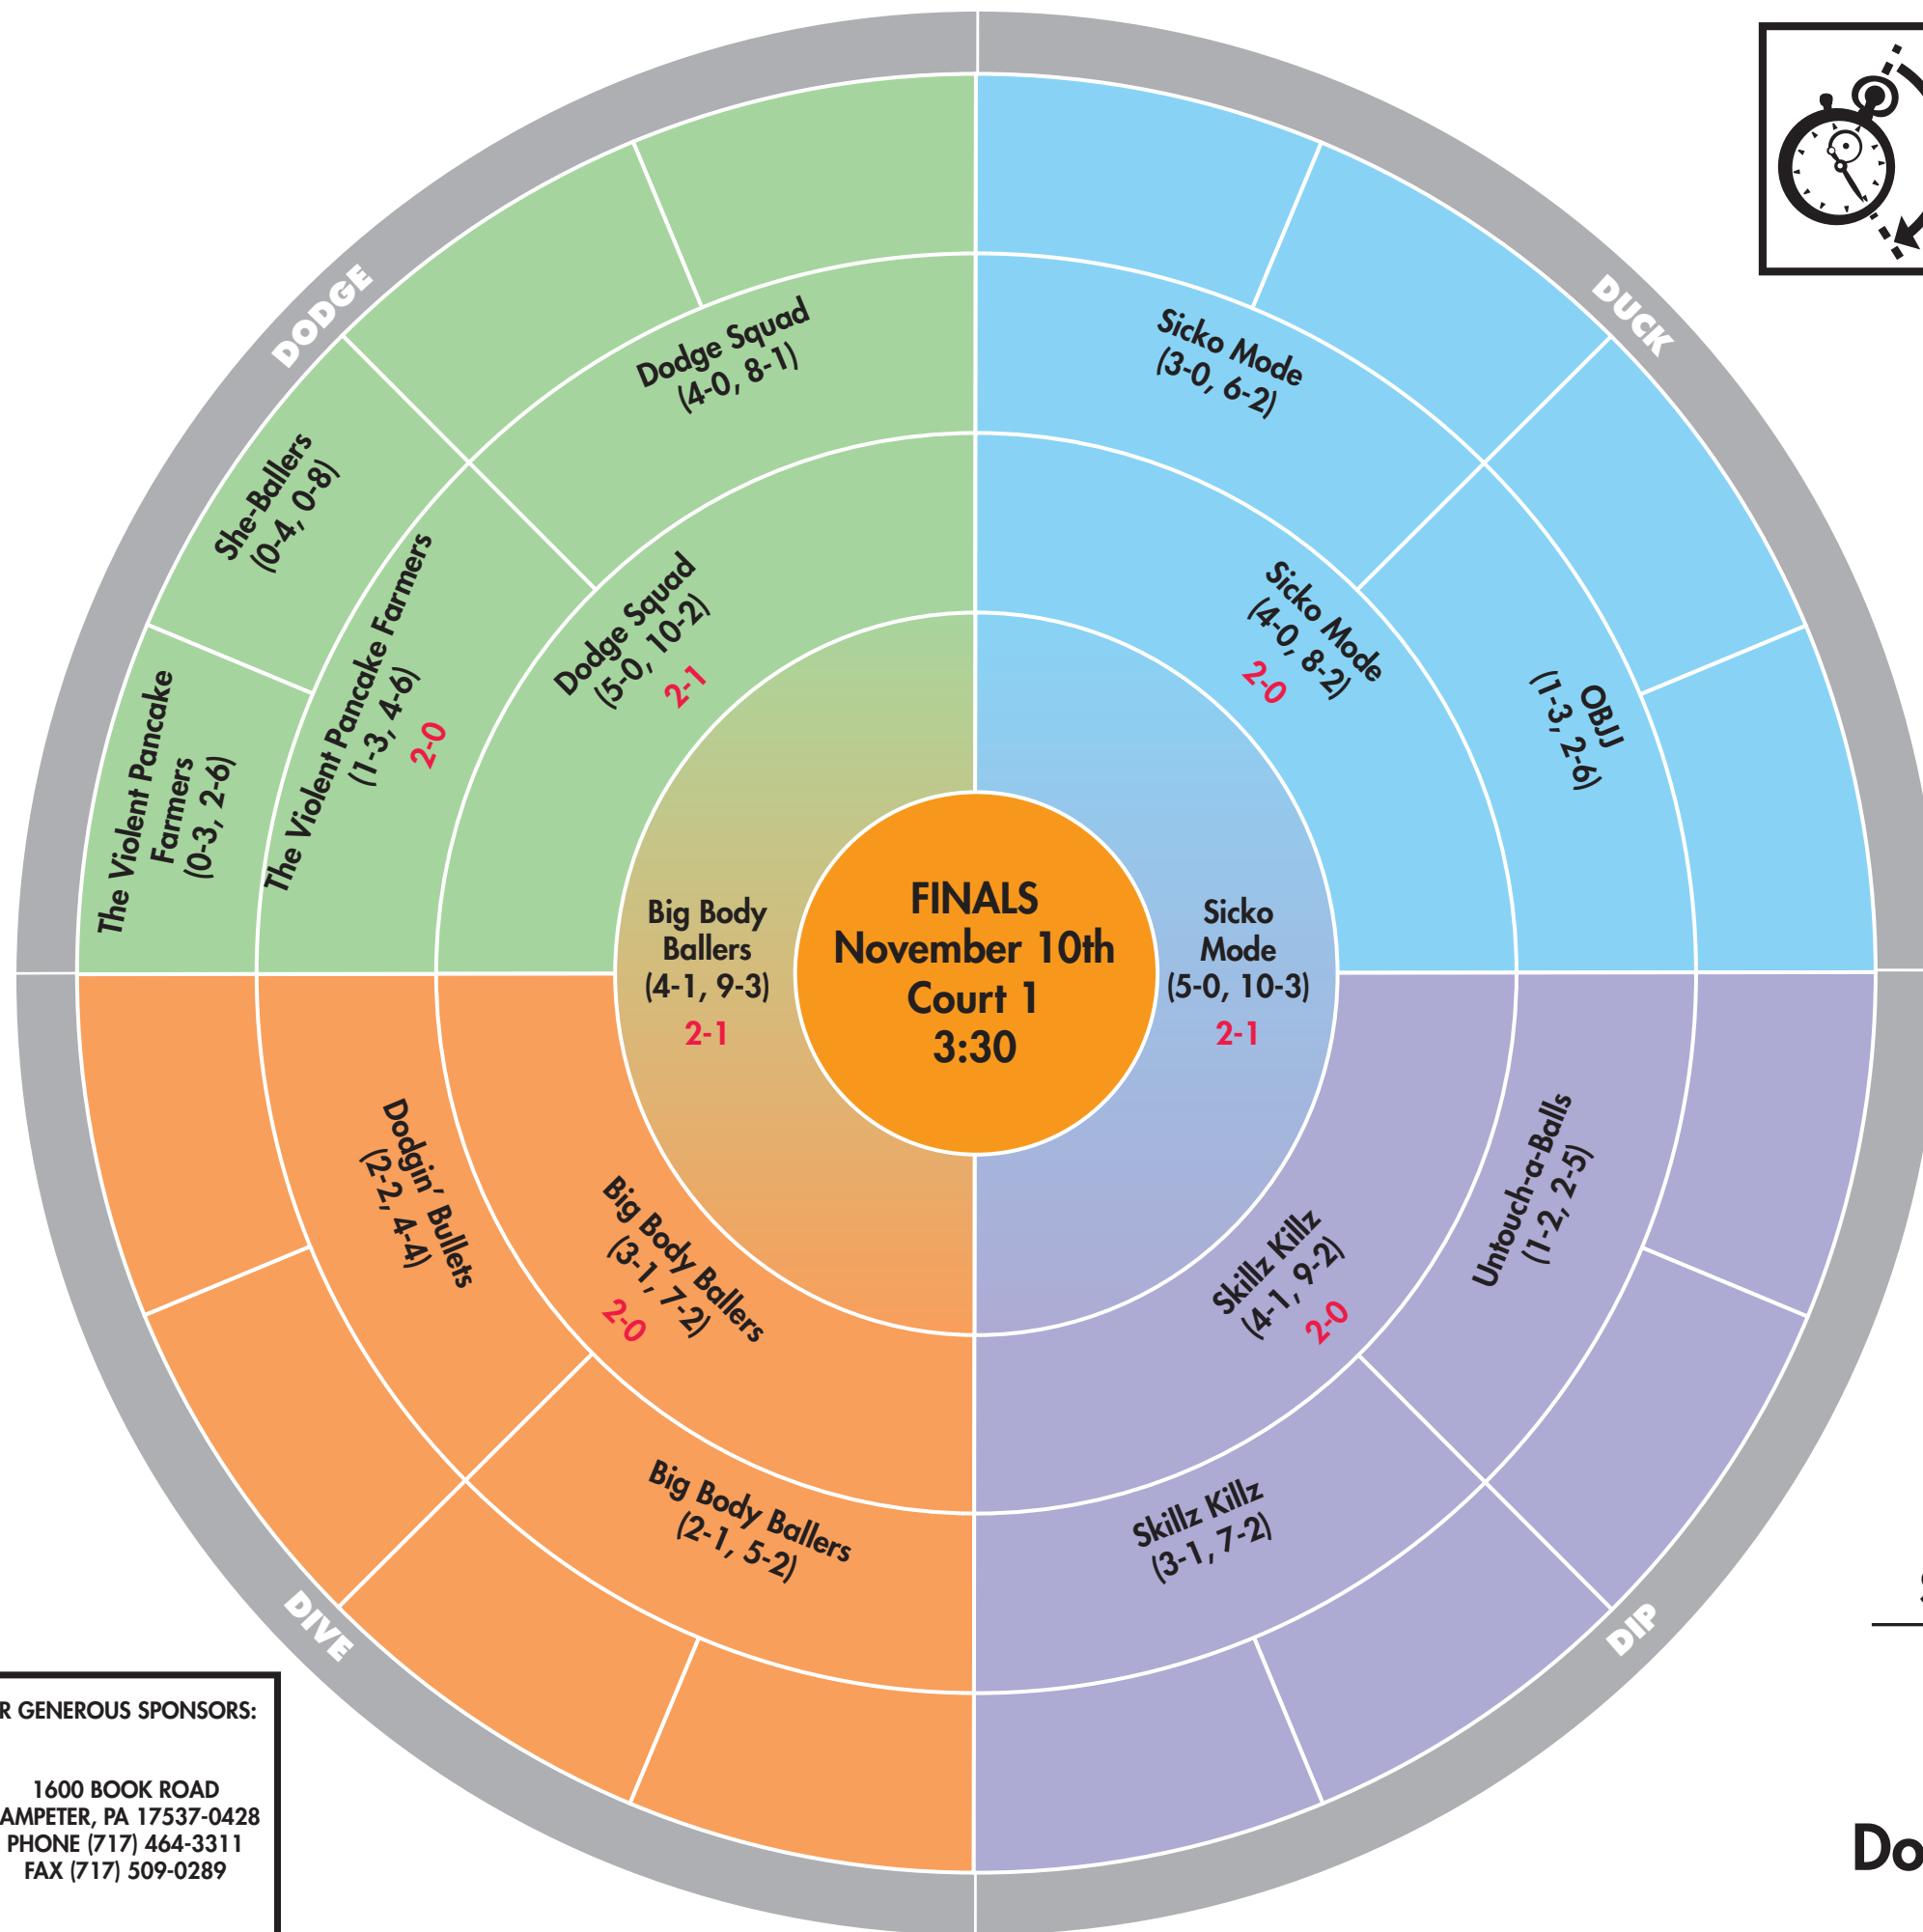 DODGE
DUCK
Dodge Squad
(4-0, 8-1)
Sicko Mode
(3-0, 6-2)
She-Ballers
(0-4, 0-8)
The Violent Pancake Farmers
(1-3, 4-6)
2-0
The Violent Pancake
Farmers
(0-3, 2-6)
Dodge Squad
(5-0, 10-2)
2-1
Sicko Mode
(4-0, 8-2)
2-0
OBJJ
(1-3, 2-6)
Big Body
Ballers
(4-1, 9-3)
2-1
FINALS
November 10th
Court 1
3:30
Sicko
Mode
(5-0, 10-3)
2-1
Dodgin' Bullets
(2-2, 4-4)
Big Body Ballers
(3-1, 7-2)
2-0
Skillz Killz
(4-1, 9-2)
2-0
Untouch-a-Balls
(1-2, 2-5)
Big Body Ballers
(2-1, 5-2)
Skillz Killz
(3-1, 7-2)
DIVE
DIP
R GENEROUS SPONSORS:
1600 BOOK ROAD
AMPETER, PA 17537-0428
PHONE (717) 464-3311
FAX (717) 509-0289
Do